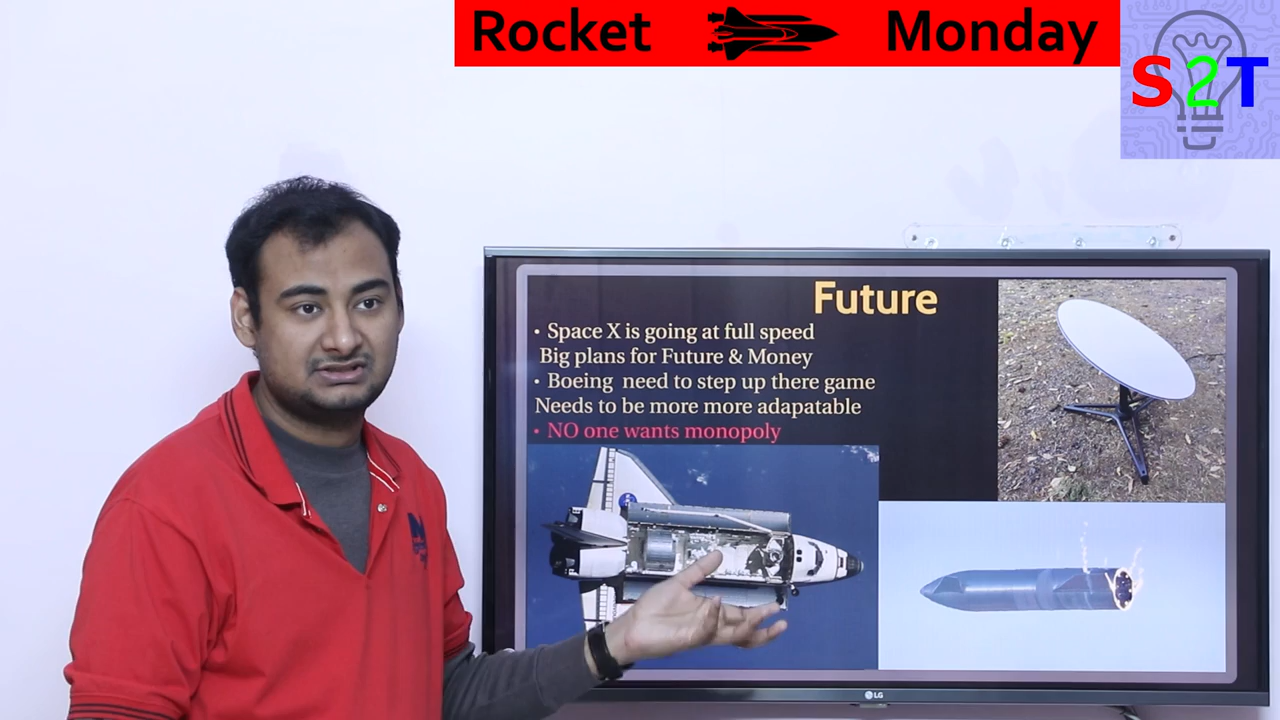 Rocket Monday
S2T
Future
• Space X is going at full speed
Big plans for Future & Money
• Boeing need to step up there game
Needs to be more more adapatable
• NO one wants monopoly
LG